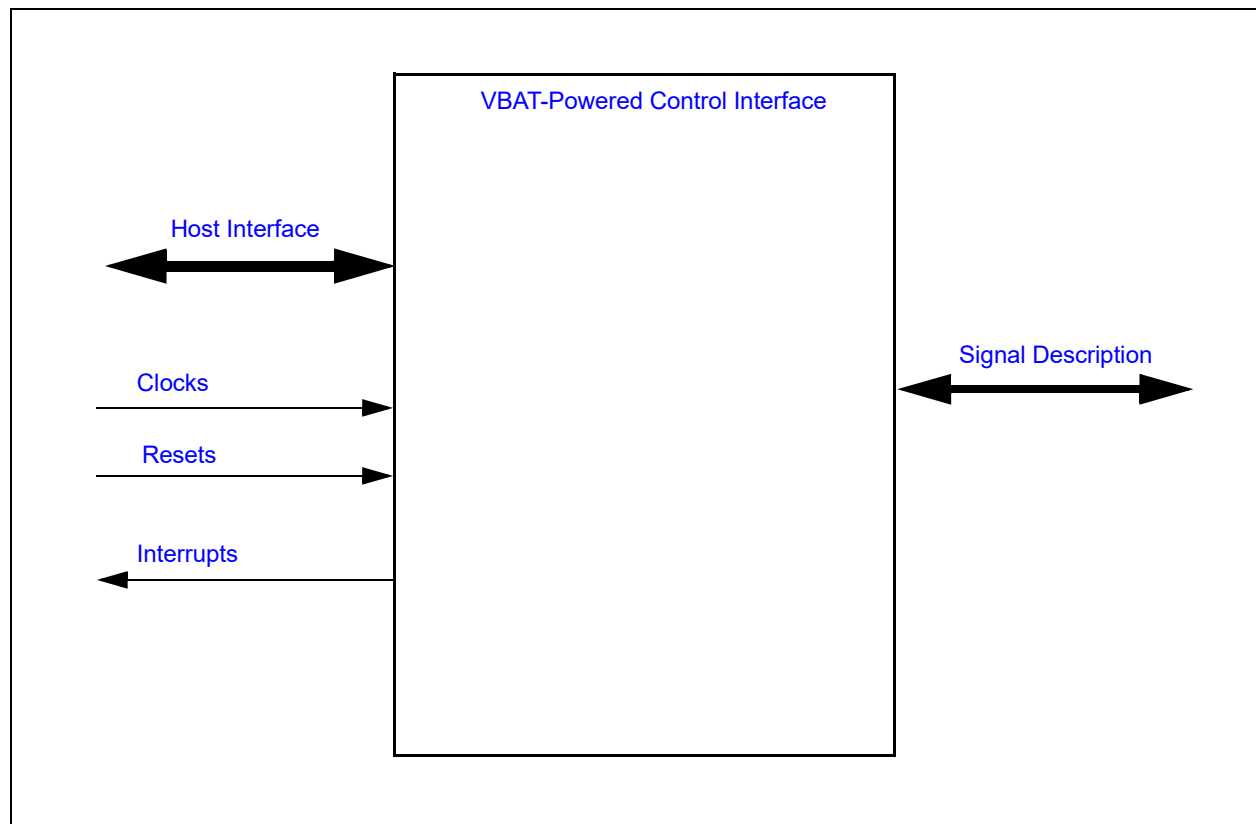 VBAT-Powered Control Interface
Host Interface
Signal Description
Clocks
Resets
Interrupts